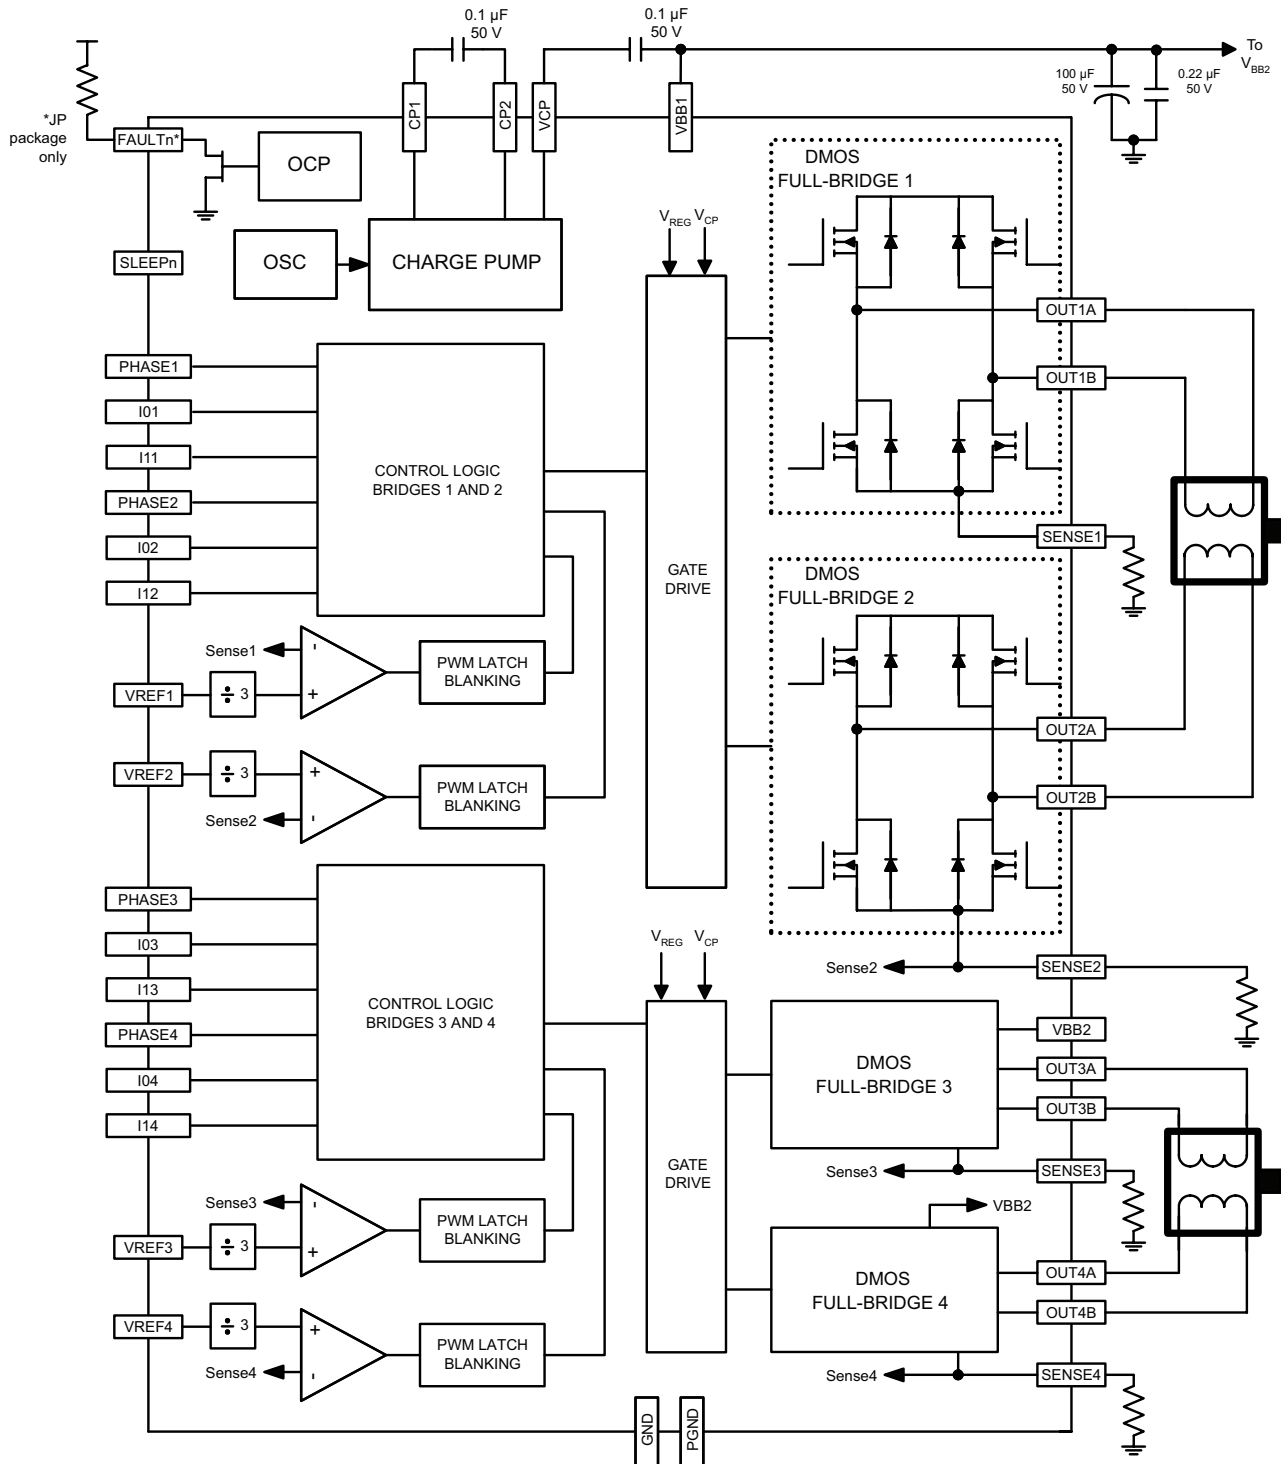 0.1 µF
50 V
0.1 µF
50 V
To
VBB2
100 µF
50 V
0.22 µF
50 V
*JP
package
only
FAULTn*
OCP
CP1
CP2
VCP
VBB1
DMOS
FULL-BRIDGE 1
SLEEPn
OSC
CHARGE PUMP
VREG
VCP
OUT1A
OUT1B
PHASE1
I01
I11
PHASE2
I02
I12
CONTROL LOGIC
BRIDGES 1 AND 2
SENSE1
GATE
DRIVE
DMOS
FULL-BRIDGE 2
Sense1
-
+
PWM LATCH
BLANKING
VREF1
÷ 3
VREF2
÷ 3
+
-
PWM LATCH
BLANKING
Sense2
OUT2A
OUT2B
PHASE3
I03
I13
PHASE4
I04
I14
CONTROL LOGIC
BRIDGES 3 AND 4
VREG
VCP
Sense2
SENSE2
GATE
DRIVE
DMOS
FULL-BRIDGE 3
VBB2
OUT3A
OUT3B
Sense3
SENSE3
VBB2
Sense3
-
+
PWM LATCH
BLANKING
VREF3
÷ 3
DMOS
FULL-BRIDGE 4
OUT4A
OUT4B
VREF4
÷ 3
+
-
PWM LATCH
BLANKING
Sense4
Sense4
SENSE4
GND
PGND